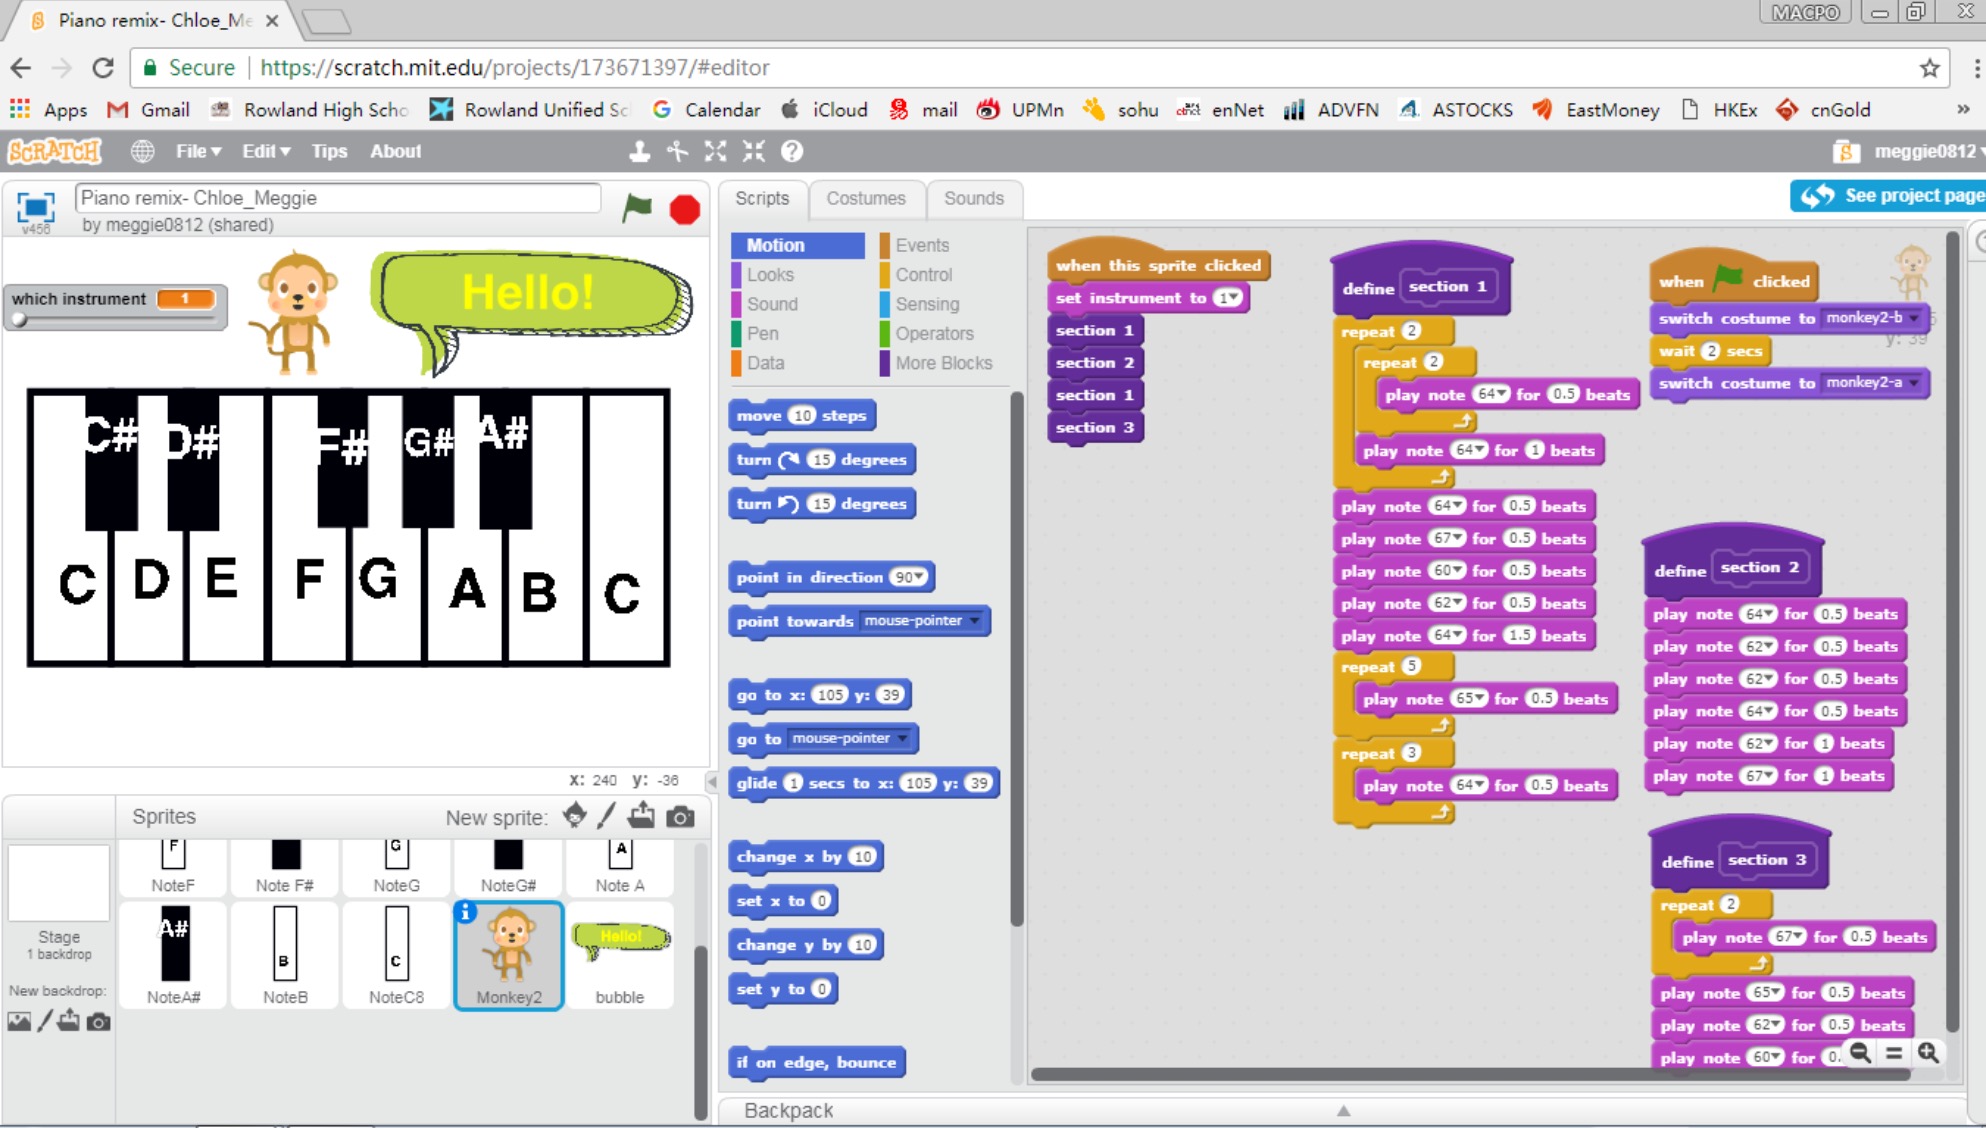 Piano remix- Chloe_Me
MACPO
Secure https://scratch.mit.edu/projects/173671397/#editor
Apps Gmail Rowland High Scho Rowland Unified Sc Calendar iCloud mail UPMn sohu enNet ADVFN ASTOCKS EastMoney HKEx cnGold »
SCRATCH File Edit Tips About meggie0812
Piano remix- Chloe_Meggie
v456 by meggie0812 (shared)
Scripts Costumes Sounds See project page
which instrument 1
Hello!
C# D# F# G# A#
C D E F G A B C
x: 240 y: -36
Sprites New sprite:
F G A
NoteF Note F# NoteG NoteG# Note A
A# B C Hello!
NoteA# NoteB NoteC8 Monkey2 bubble
Stage
1 backdrop
New backdrop:
Motion Events
Looks Control
Sound Sensing
Pen Operators
Data More Blocks
move 10 steps
turn 15 degrees
turn 15 degrees
point in direction 90
point towards mouse-pointer
go to x: 105 y: 39
go to mouse-pointer
glide 1 secs to x: 105 y: 39
change x by 10
set x to 0
change y by 10
set y to 0
if on edge, bounce
when this sprite clicked
set instrument to 1
section 1
section 2
section 1
section 3
define section 1
repeat 2
repeat 2
play note 64 for 0.5 beats
play note 64 for 1 beats
play note 64 for 0.5 beats
play note 67 for 0.5 beats
play note 60 for 0.5 beats
play note 62 for 0.5 beats
play note 64 for 1.5 beats
repeat 5
play note 65 for 0.5 beats
repeat 3
play note 64 for 0.5 beats
when clicked
switch costume to monkey2-b
y: 39
wait 2 secs
switch costume to monkey2-a
define section 2
play note 64 for 0.5 beats
play note 62 for 0.5 beats
play note 62 for 0.5 beats
play note 64 for 0.5 beats
play note 62 for 1 beats
play note 67 for 1 beats
define section 3
repeat 2
play note 67 for 0.5 beats
play note 65 for 0.5 beats
play note 62 for 0.5 beats
play note 60 for 0.
Backpack